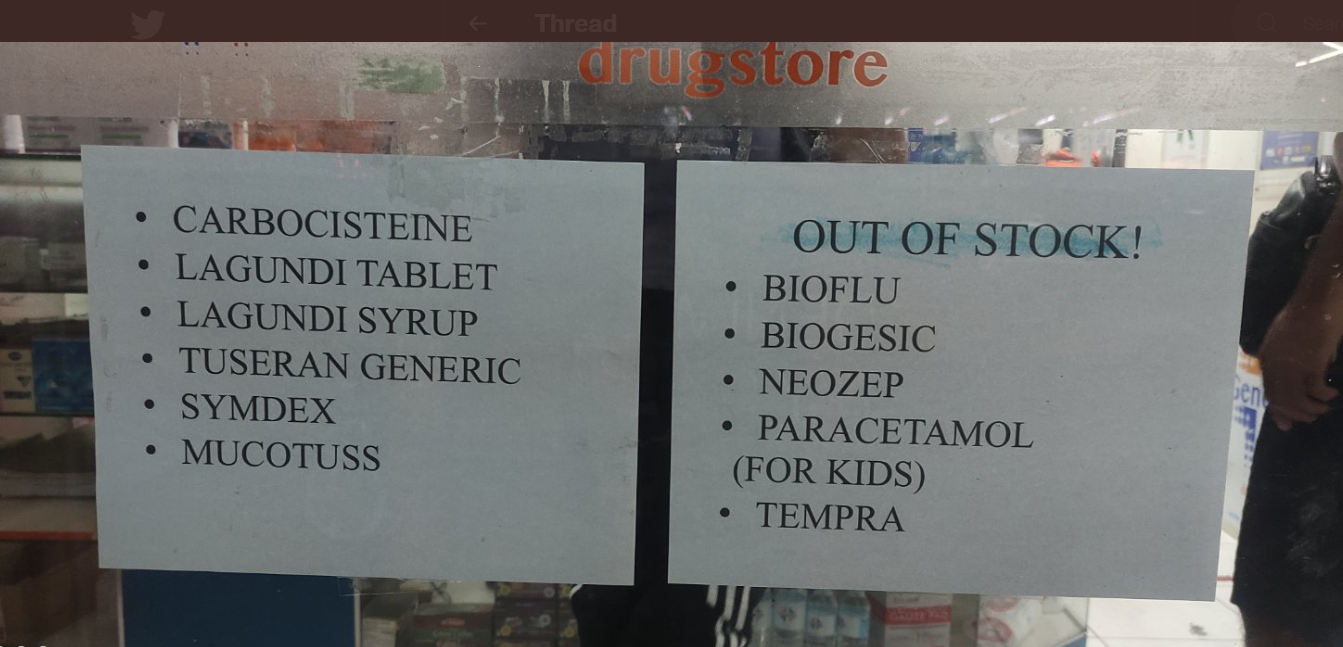 Thread
drugstore
• CARBOCISTEINE
• LAGUNDI TABLET
• LAGUNDI SYRUP
• TUSERAN GENERIC
• SYMDEX
• MUCOTUSS
OUT OF STOCK!
• BIOFLU
• BIOGESIC
• NEOZEP
• PARACETAMOL
(FOR KIDS)
• TEMPRA